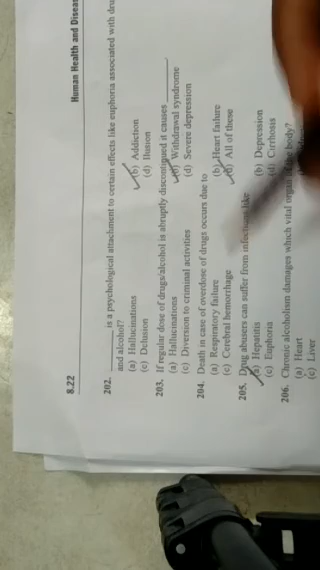 8.22
Human Health and Diseas
202. ______ is a psychological attachment to certain effects like euphoria associated with dru
and alcohol?
(a) Hallucinations (b) Addiction
(c) Delusion (d) Ilusion
203. If regular dose of drugs/alcohol is abruptly discontinued it causes ______
(a) Hallucinations (b) Withdrawal syndrome
(c) Diversion to criminal activities (d) Severe depression
204. Death in case of overdose of drugs occurs due to
(a) Respiratory failure (b) Heart failure
(c) Cerebral hemorrhage (d) All of these
205. Drug abusers can suffer from infections like
(a) Hepatitis (b) Depression
(c) Euphoria (d) Cirrhosis
206. Chronic alcoholism damages which vital organ of the body?
(a) Heart
(c) Liver